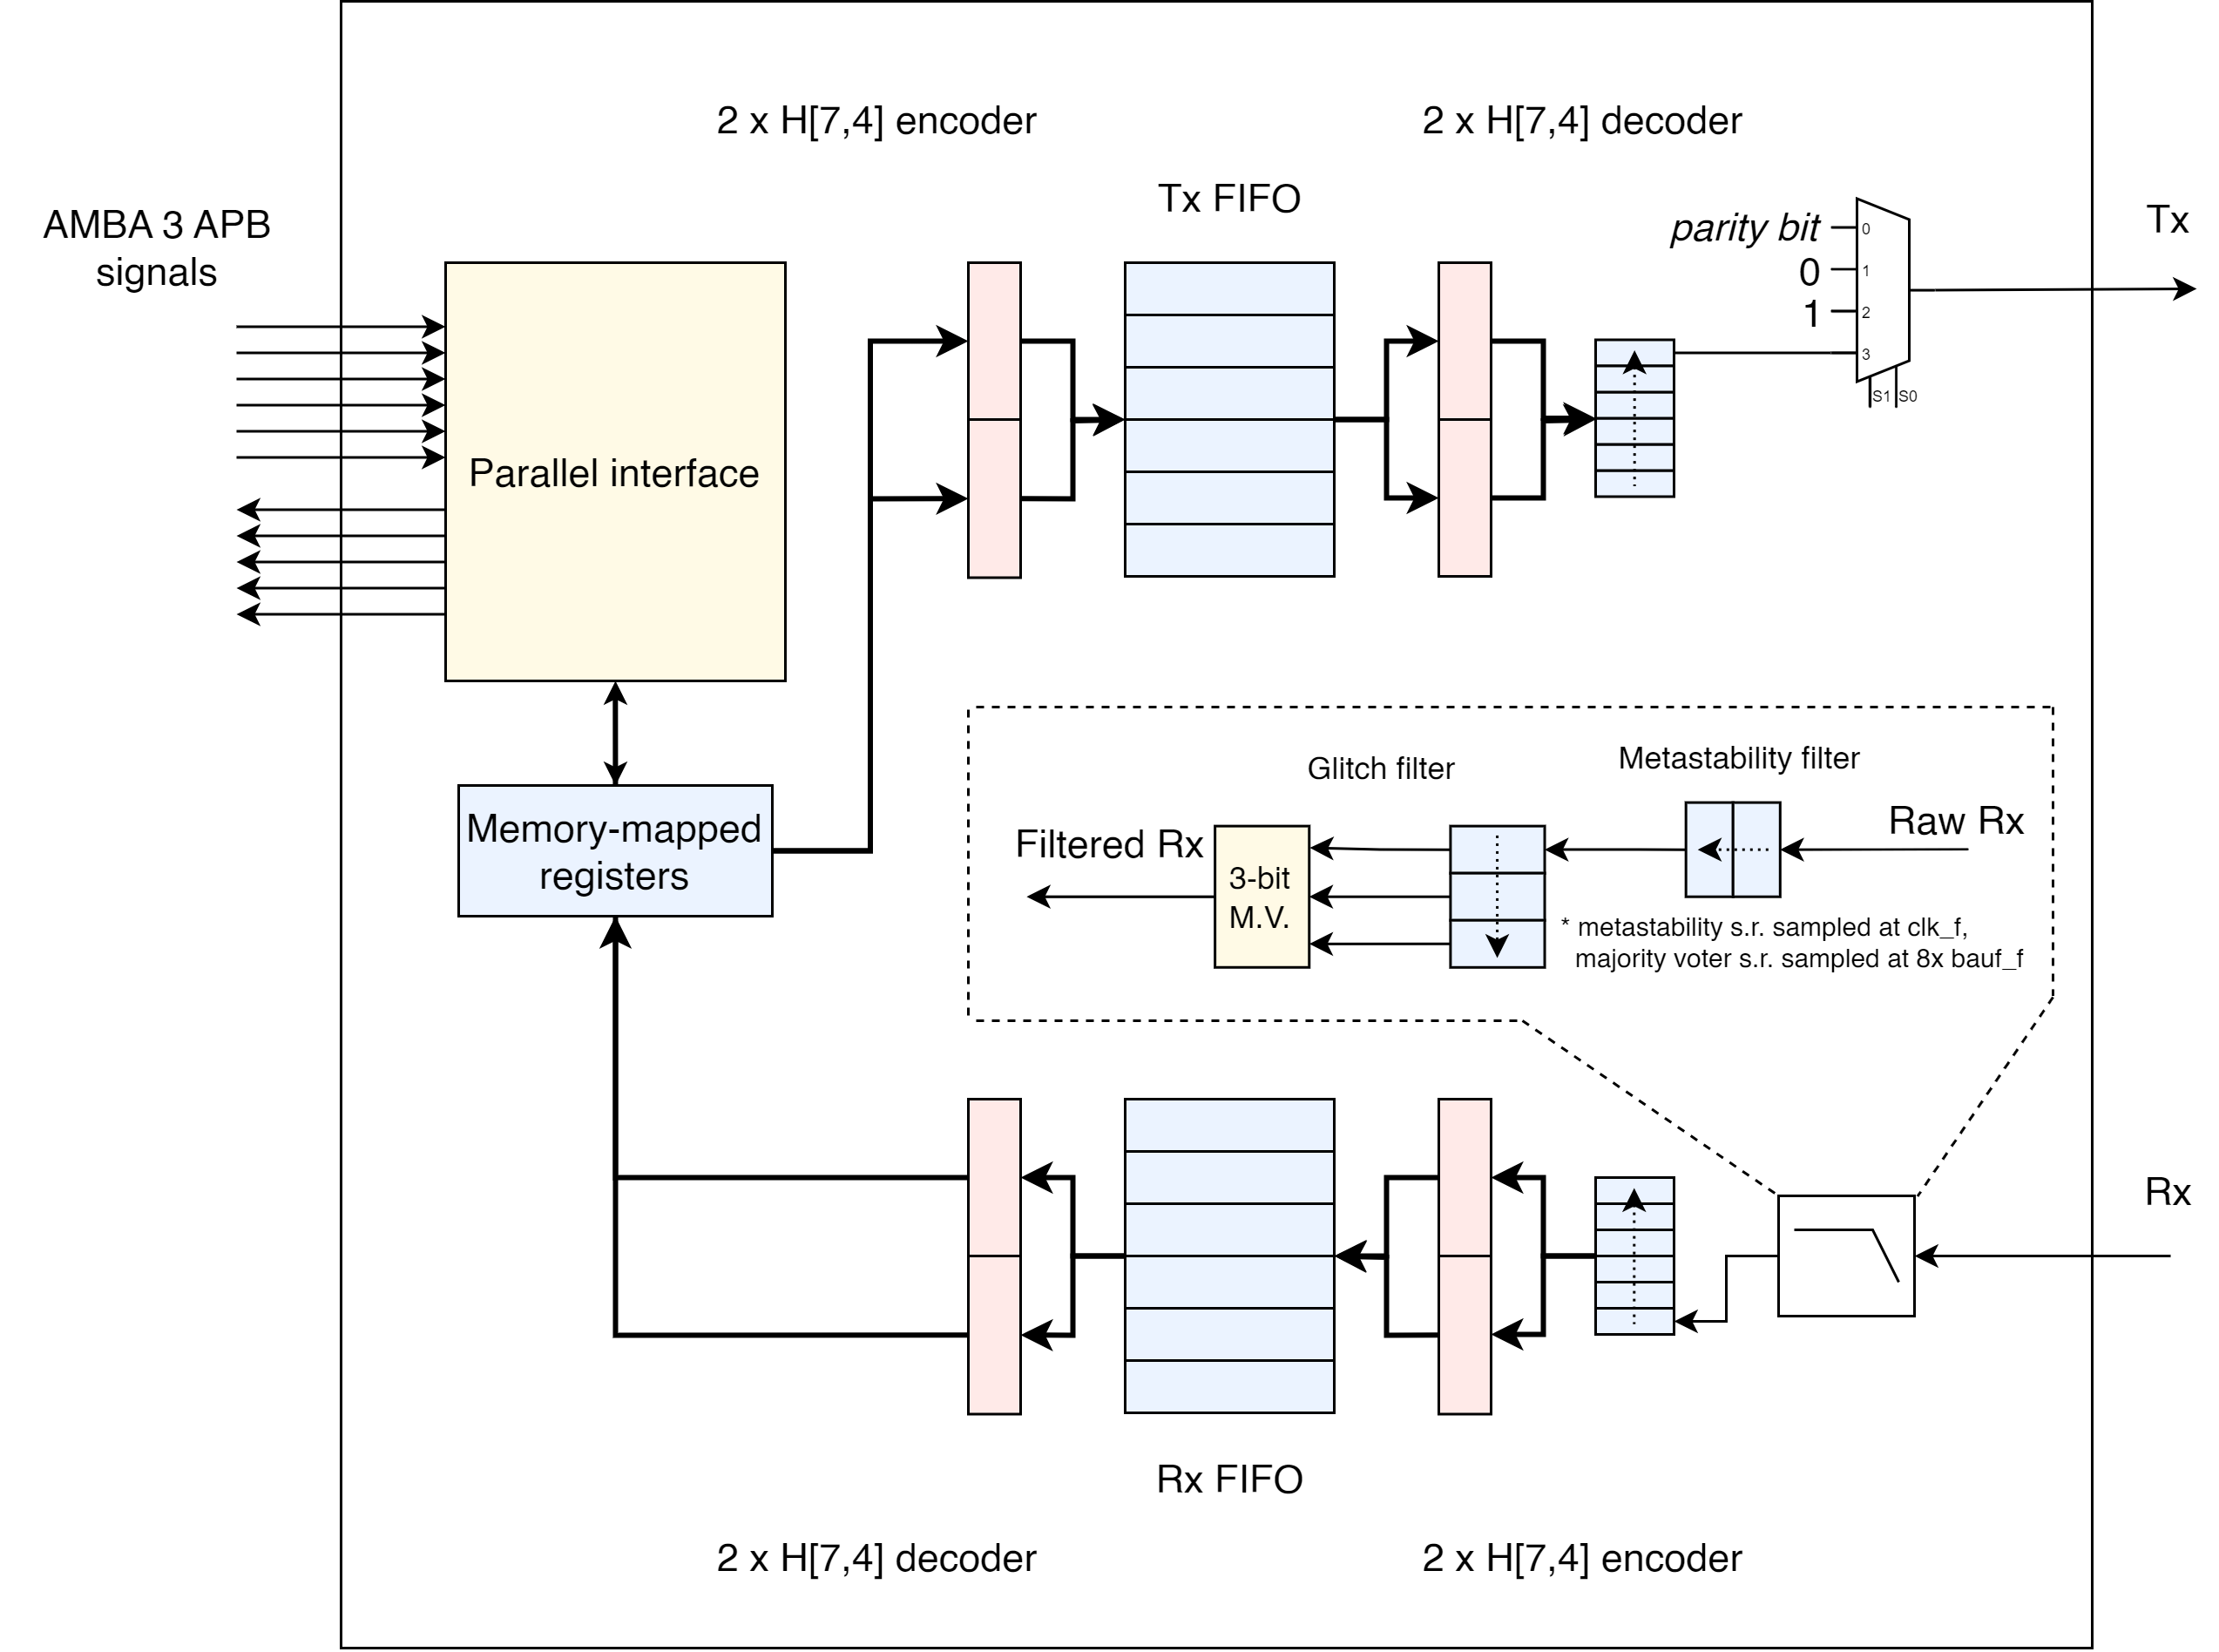 2 x H[7,4] encoder
2 x H[7,4] decoder
Tx FIFO
AMBA 3 APB
signals
parity bit
0
1
0
1
2
3
S1
S0
Tx
Parallel interface
Memory-mapped
registers
Glitch filter
Metastability filter
Filtered Rx
3-bit
M.V.
Raw Rx
* metastability s.r. sampled at clk_f,
majority voter s.r. sampled at 8x bauf_f
Rx
Rx FIFO
2 x H[7,4] decoder
2 x H[7,4] encoder